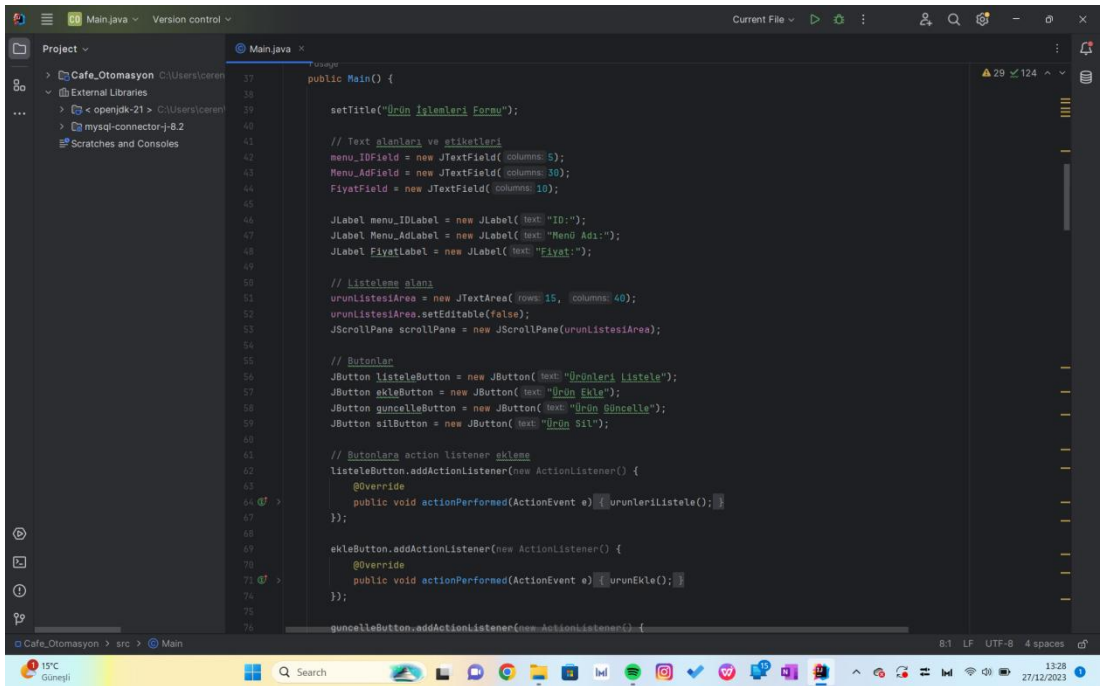 CO Main.java Version control Current File
Project
Main.java
Cafe_Otomasyon C:\Users\ceren
External Libraries
< openjdk-21 > C:\Users\ceren\
mysql-connector-j-8.2
Scratches and Consoles
29 124
1 usage
37 public Main() {
38
39 setTitle("Ürün İşlemleri Formu");
40
41 // Text alanları ve etiketleri
42 menu_IDField = new JTextField( columns: 5);
43 Menu_AdField = new JTextField( columns: 30);
44 FiyatField = new JTextField( columns: 10);
45
46 JLabel menu_IDLabel = new JLabel( text: "ID:");
47 JLabel Menu_AdLabel = new JLabel( text: "Menü Adı:");
48 JLabel FiyatLabel = new JLabel( text: "Fiyat:");
49
50 // Listeleme alanı
51 urunListesiArea = new JTextArea( rows: 15, columns: 40);
52 urunListesiArea.setEditable(false);
53 JScrollPane scrollPane = new JScrollPane(urunListesiArea);
54
55 // Butonlar
56 JButton listeleButton = new JButton( text: "Ürünleri Listele");
57 JButton ekleButton = new JButton( text: "Ürün Ekle");
58 JButton guncelleButton = new JButton( text: "Ürün Güncelle");
59 JButton silButton = new JButton( text: "Ürün Sil");
60
61 // Butonlara action listener ekleme
62 listeleButton.addActionListener(new ActionListener() {
63 @Override
64 public void actionPerformed(ActionEvent e) { urunleriListele(); }
67 });
68
69 ekleButton.addActionListener(new ActionListener() {
70 @Override
71 public void actionPerformed(ActionEvent e) { urunEkle(); }
74 });
75
76 guncelleButton.addActionListener(new ActionListener() {
Cafe_Otomasyon > src > Main 8:1 LF UTF-8 4 spaces
15°C
Güneşli
Search
13:28
27/12/2023